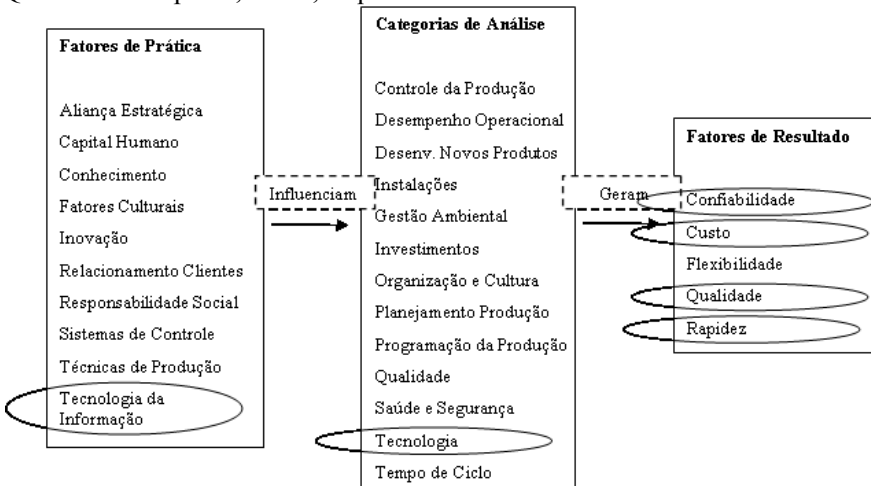 Fatores de Prática
Aliança Estratégica
Capital Humano
Conhecimento
Fatores Culturais
Inovação
Relacionamento Clientes
Responsabilidade Social
Sistemas de Controle
Técnicas de Produção
Tecnologia da
Informação
Influenciam
Categorias de Análise
Controle da Produção
Desempenho Operacional
Desenv. Novos Produtos
Instalações
Gestão Ambiental
Investimentos
Organização e Cultura
Planejamento Produção
Programação da Produção
Qualidade
Saúde e Segurança
Tecnologia
Tempo de Ciclo
Geram
Fatores de Resultado
Confiabilidade
Custo
Flexibilidade
Qualidade
Rapidez